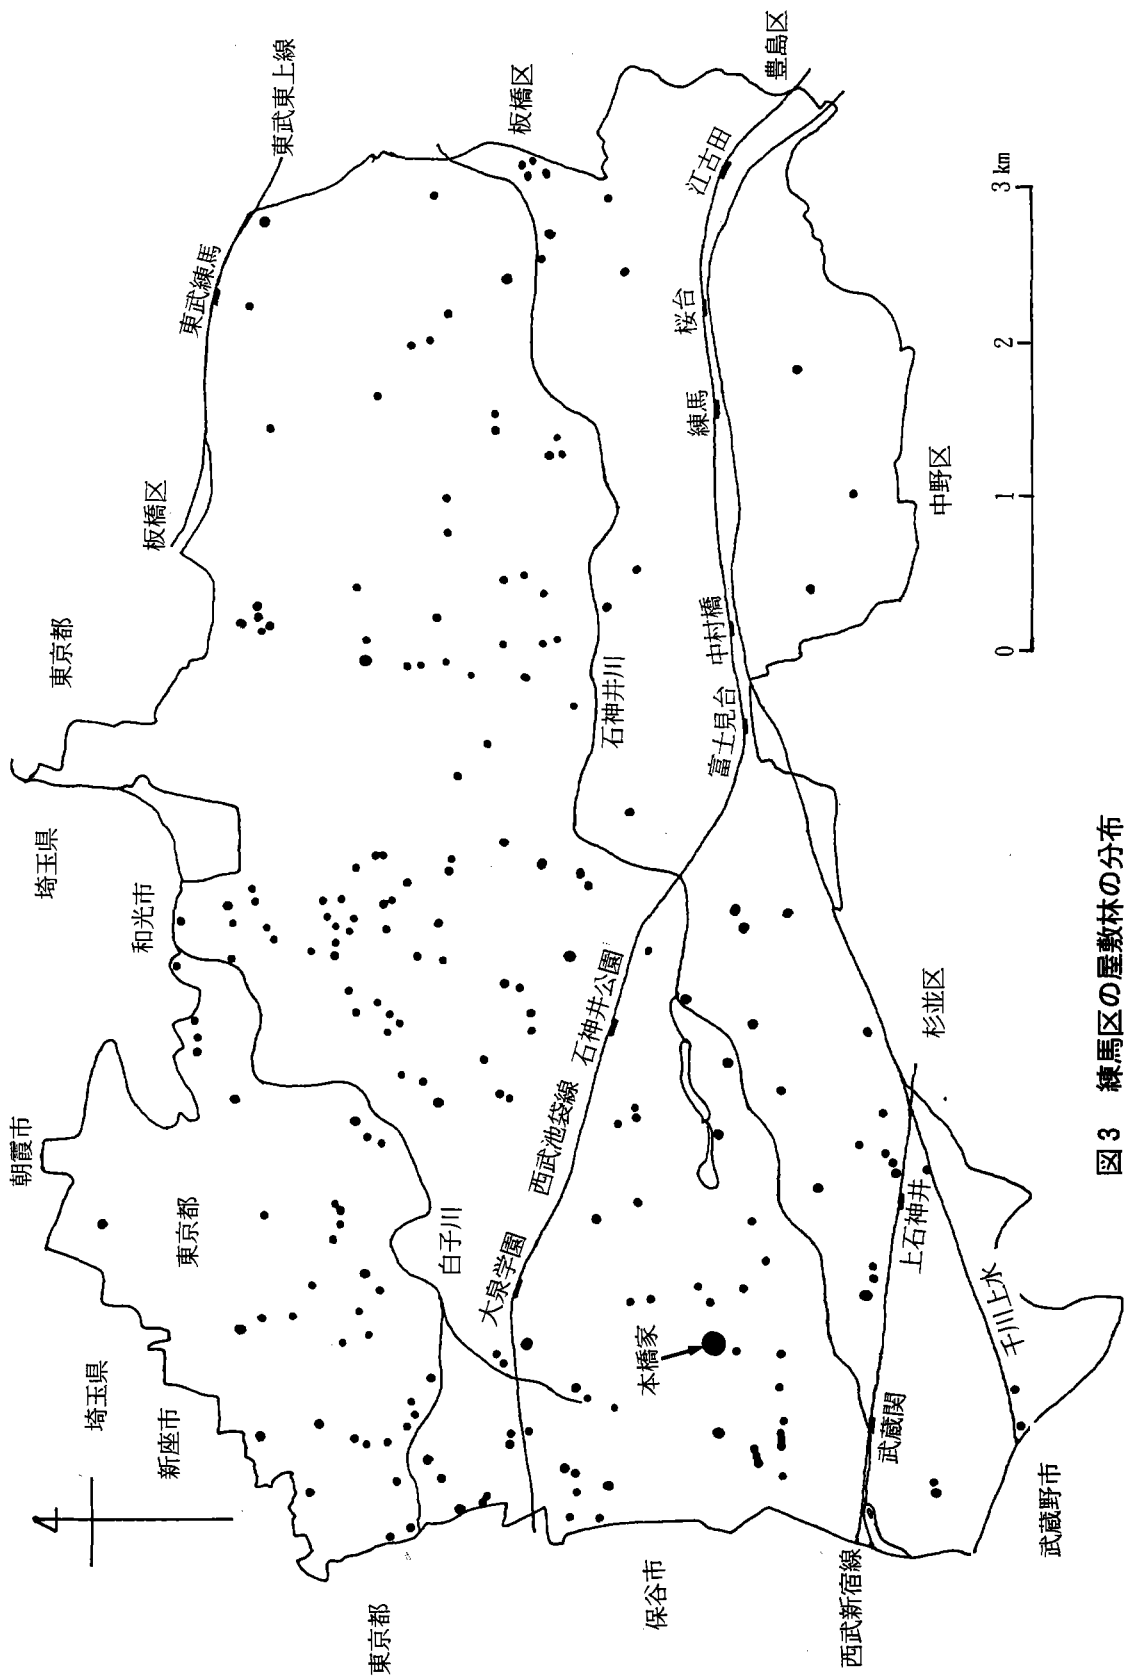 東京都
埼玉県
朝霞市
和光市
板橋区
東武練馬
東武東上線
埼玉県
東京都
新座市
白子川
大泉学園
西武池袋線
石神井公園
石神井川
板橋区
東京都
保谷市
本橋家
富士見台
中村橋
練馬
桜台
江古田
豊島区
西武新宿線
武蔵関
上石神井
千川上水
杉並区
中野区
武蔵野市
0 1 2 3 km
図3 練馬区の屋敷林の分布